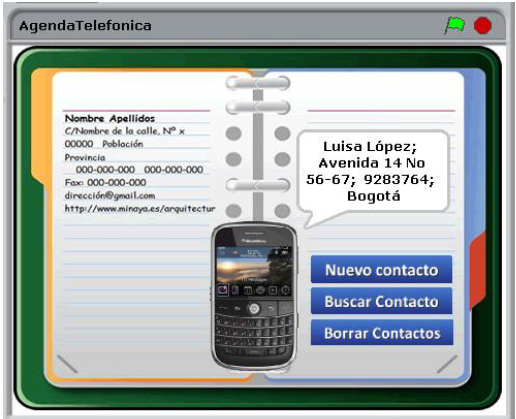 AgendaTelefonica
Nombre Apellidos
C/Nombre de la calle, Nº x
00000 Población
Provincia
000-000-000 000-000-000
Fax: 000-000-000
dirección@gmail.com
http://www.minaya.es/arquitectur
Luisa López;
Avenida 14 No
56-67; 9283764;
Bogotá
Nuevo contacto
Buscar Contacto
Borrar Contactos